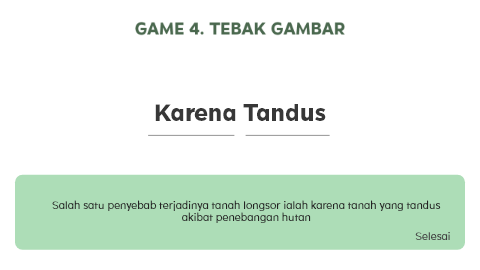 GAME 4. TEBAK GAMBAR
Karena Tandus
Salah satu penyebab terjadinya tanah longsor ialah karena tanah yang tandus
akibat penebangan hutan
Selesai